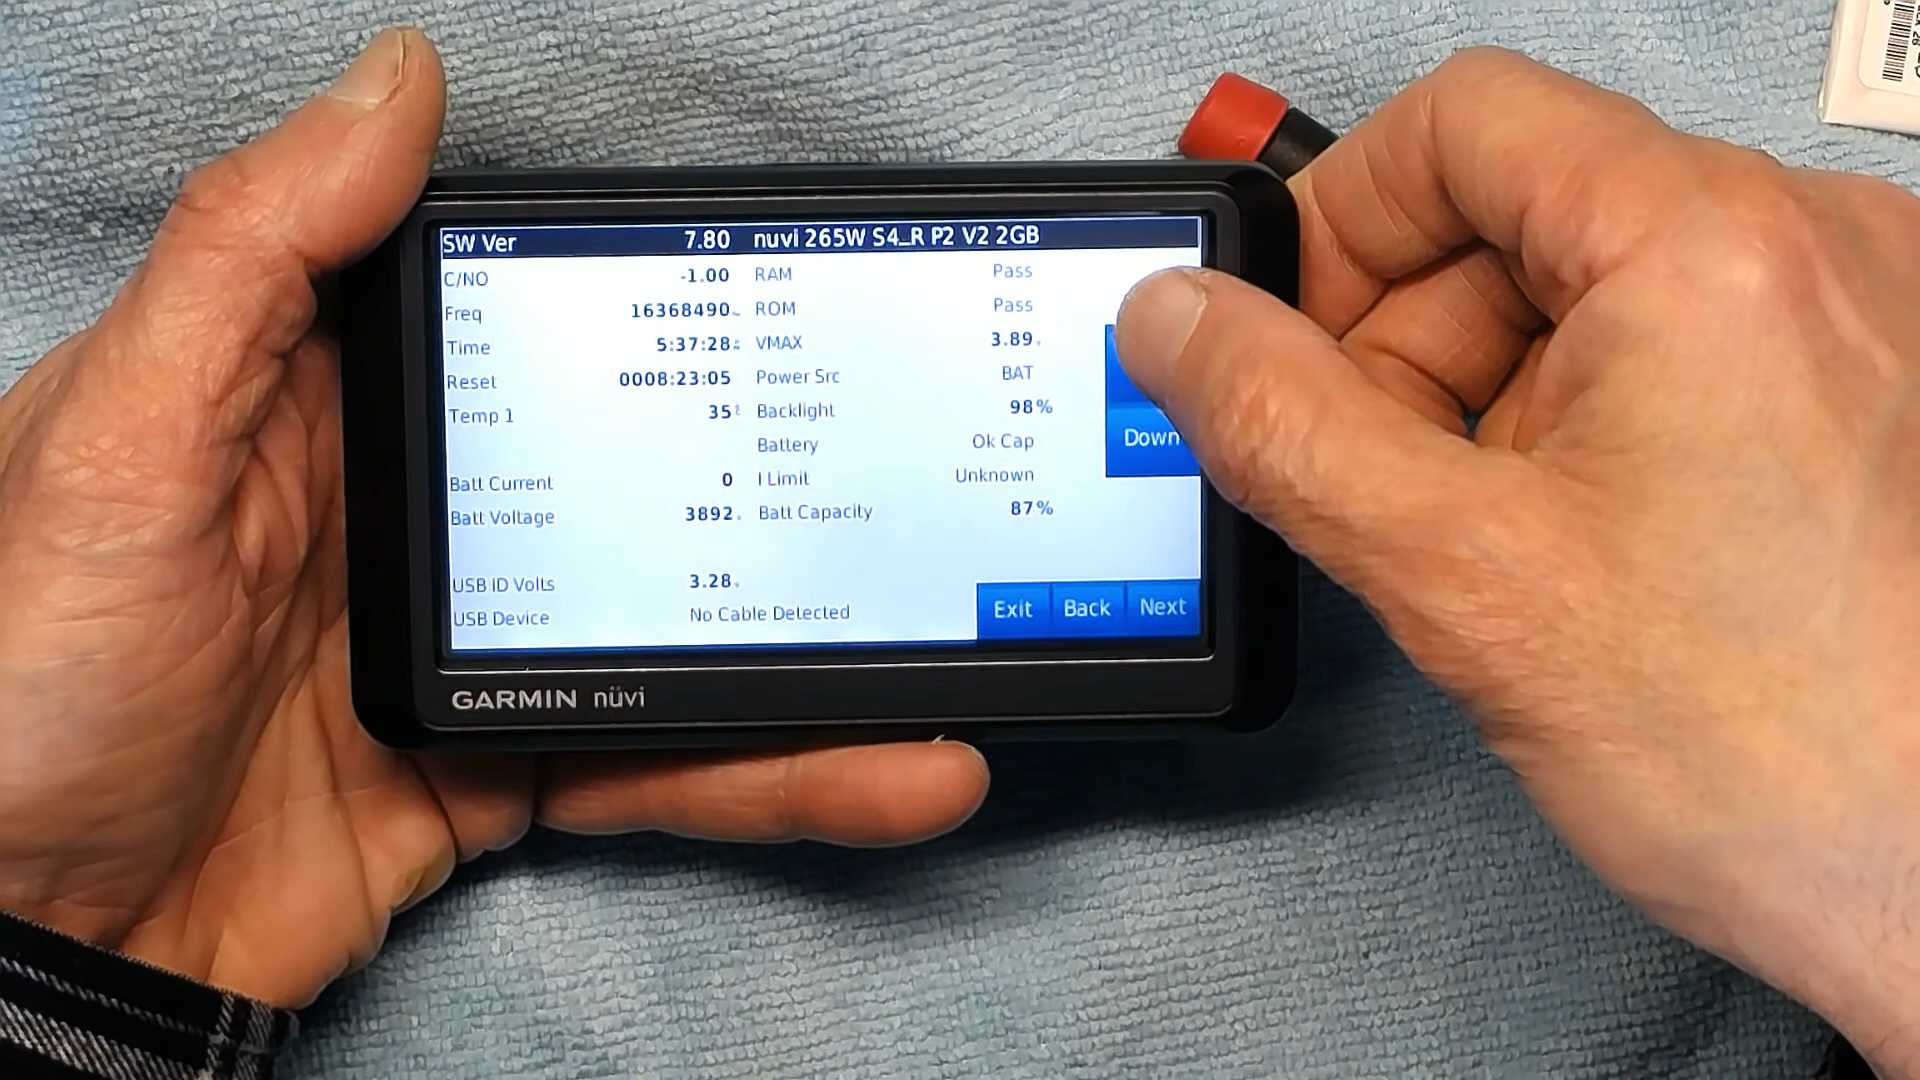 SW Ver 7.80 nuvi 265W S4_R P2 V2 2GB
C/NO -1.00 RAM Pass
Freq 16368490 ROM Pass
Time 5:37:28 VMAX 3.89
Reset 0008:23:05 Power Src BAT
Temp 1 35 Backlight 98%
Battery Ok Cap
Batt Current 0 I Limit Unknown
Batt Voltage 3892 Batt Capacity 87%
Down
USB ID Volts 3.28
USB Device No Cable Detected
Exit Back Next
GARMIN nüvi